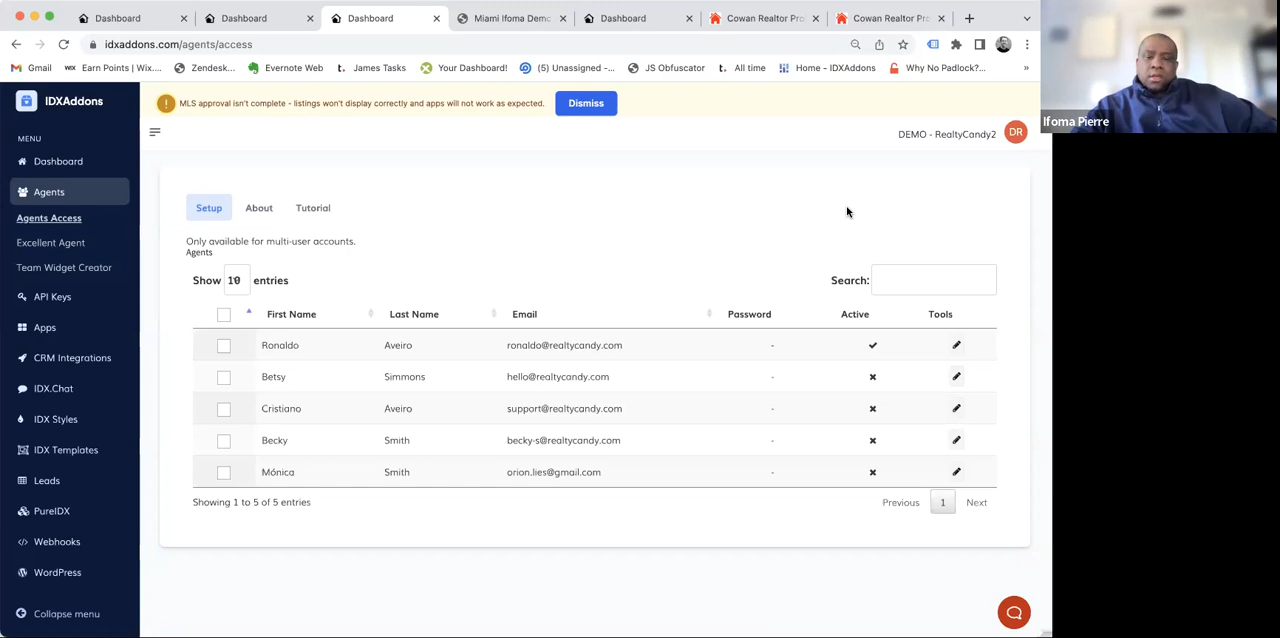 Dashboard
Dashboard
Dashboard
Miami Ifoma Demo
Dashboard
Cowan Realtor Pro
Cowan Realtor Pro
idxaddons.com/agents/access
Gmail
Earn Points | Wix....
Zendesk...
Evernote Web
James Tasks
Your Dashboard!
(5) Unassigned -...
JS Obfuscator
All time
Home - IDXAddons
Why No Padlock?...
»
Ifoma Pierre
IDXAddons
MLS approval isn't complete - listings won't display correctly and apps will not work as expected.
Dismiss
DEMO - RealtyCandy2
DR
MENU
Dashboard
Agents
Agents Access
Excellent Agent
Team Widget Creator
API Keys
Apps
CRM Integrations
IDX.Chat
IDX Styles
IDX Templates
Leads
PureIDX
Webhooks
WordPress
Collapse menu
Setup
About
Tutorial
Only available for multi-user accounts.
Agents
Show 10 entries
Search:
First Name Last Name Email Password Active Tools
Ronaldo Aveiro ronaldo@realtycandy.com -
Betsy Simmons hello@realtycandy.com -
Cristiano Aveiro support@realtycandy.com -
Becky Smith becky-s@realtycandy.com -
Mónica Smith orion.lies@gmail.com -
Showing 1 to 5 of 5 entries
Previous 1 Next